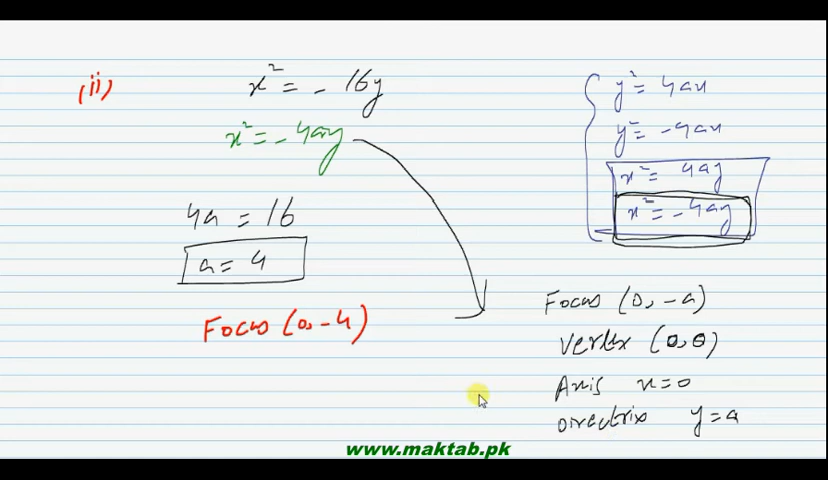 (ii) x² = - 16y
x² = - 4ay
4a = 16
a = 4
Focus (0, -4)
y² = 4ax
y² = -4ax
x² = 4ay
x² = -4ay
Focus (0, -a)
Vertex (0, 0)
Axis x = 0
Directrix y = a
www.maktab.pk